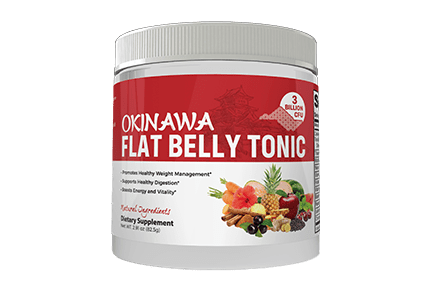 3
BILLION
CFU
OKINAWA
FLAT BELLY TONIC
• Promotes Healthy Weight Management*
• Supports Healthy Digestion*
• Boosts Energy and Vitality*
Natural Ingredients
Dietary Supplement
NET WT. 2.91 oz (82.5g)